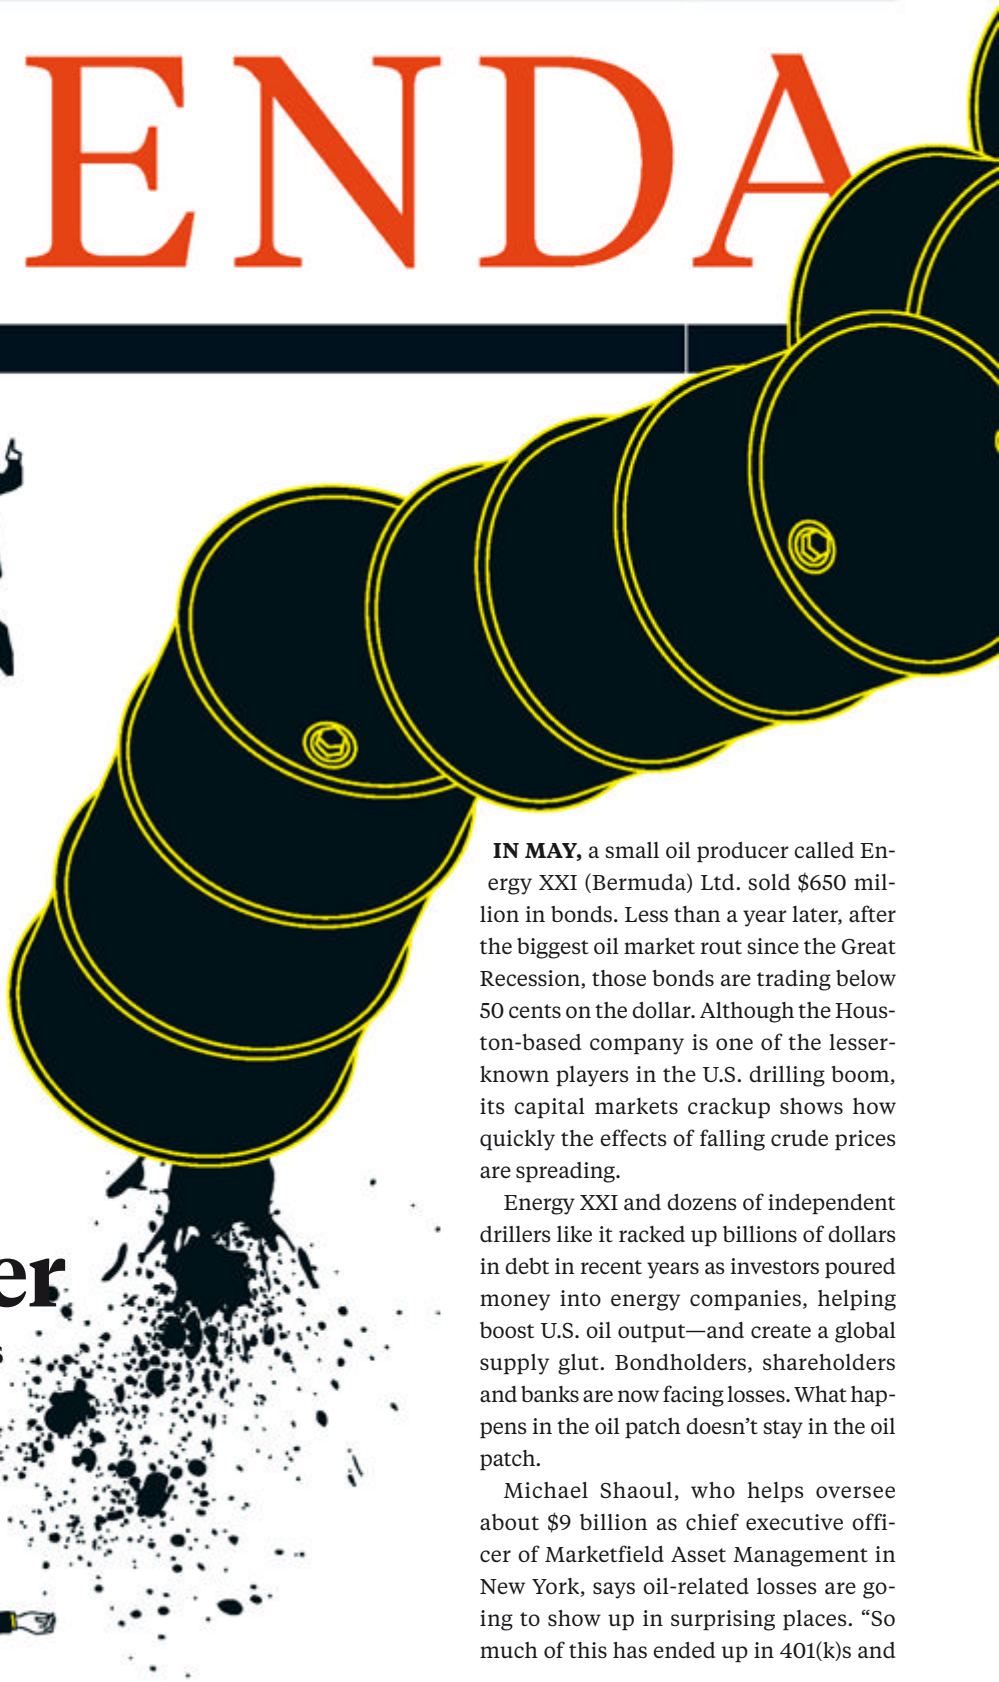 ENDA
er
s
IN MAY, a small oil producer called En-
ergy XXI (Bermuda) Ltd. sold $650 mil-
lion in bonds. Less than a year later, after
the biggest oil market rout since the Great
Recession, those bonds are trading below
50 cents on the dollar. Although the Hous-
ton-based company is one of the lesser-
known players in the U.S. drilling boom,
its capital markets crackup shows how
quickly the effects of falling crude prices
are spreading.
Energy XXI and dozens of independent
drillers like it racked up billions of dollars
in debt in recent years as investors poured
money into energy companies, helping
boost U.S. oil output—and create a global
supply glut. Bondholders, shareholders
and banks are now facing losses. What hap-
pens in the oil patch doesn’t stay in the oil
patch.
Michael Shaoul, who helps oversee
about $9 billion as chief executive offi-
cer of Marketfield Asset Management in
New York, says oil-related losses are go-
ing to show up in surprising places. “So
much of this has ended up in 401(k)s and